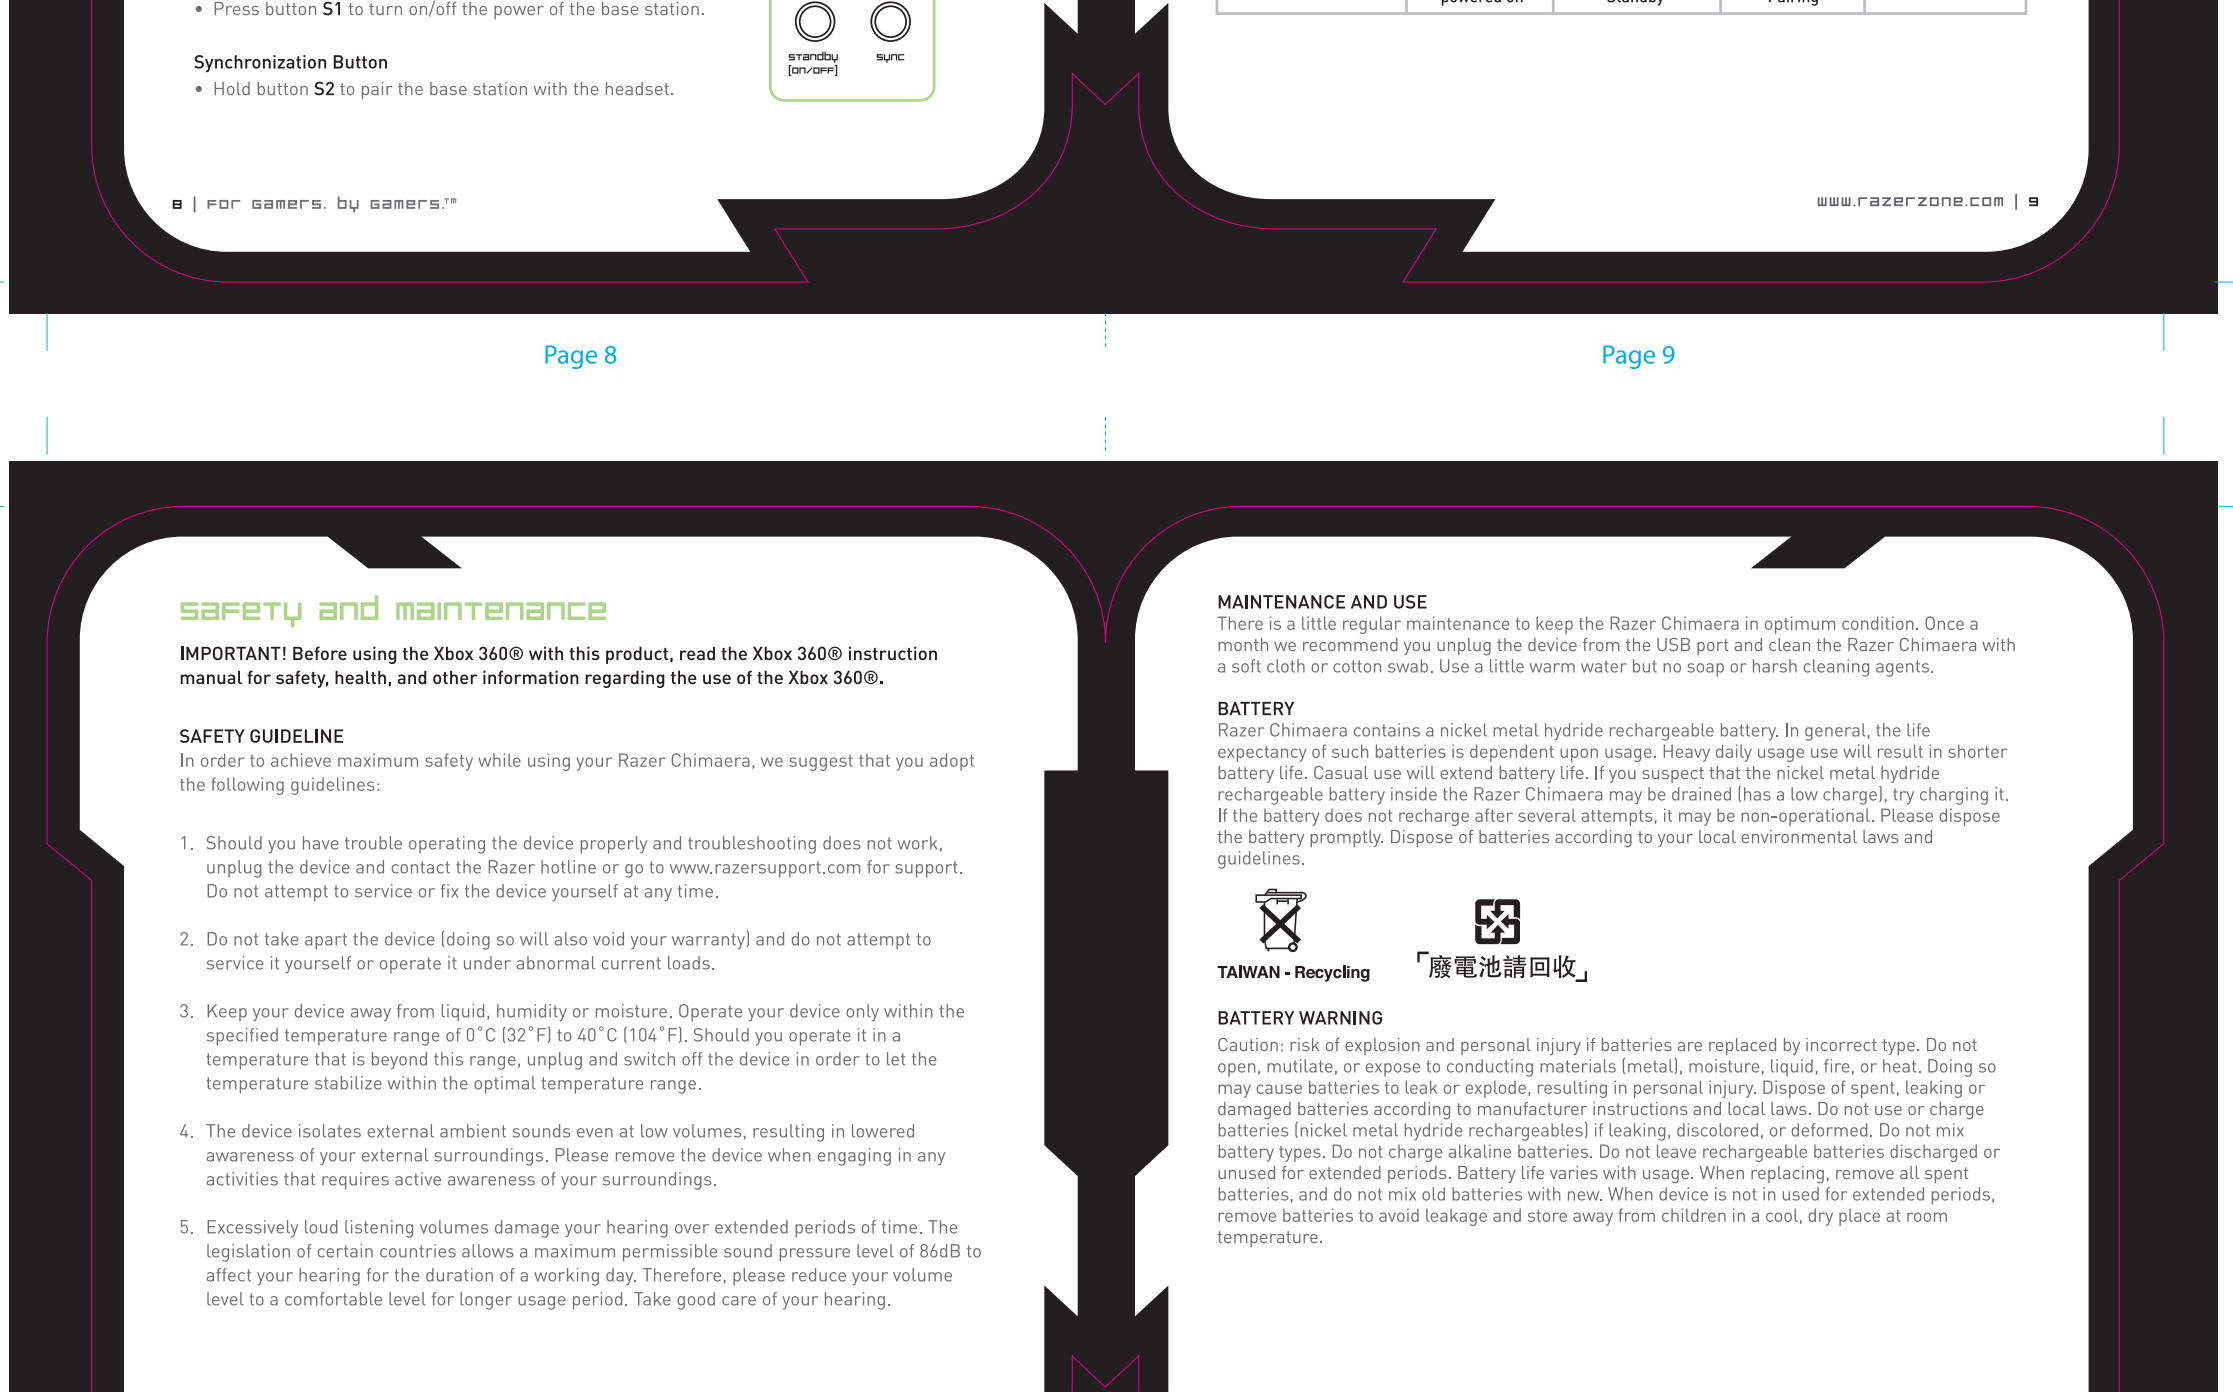 • Press button S1 to turn on/off the power of the base station.
Synchronization Button
• Hold button S2 to pair the base station with the headset.
standby
[on/off]
sync
8 | For gamers. by gamers.™
powered on
Standby
Pairing
www.razerzone.com | 9
Page 8
Page 9
safety and maintenance
IMPORTANT! Before using the Xbox 360® with this product, read the Xbox 360® instruction
manual for safety, health, and other information regarding the use of the Xbox 360®.
SAFETY GUIDELINE
In order to achieve maximum safety while using your Razer Chimaera, we suggest that you adopt
the following guidelines:
1. Should you have trouble operating the device properly and troubleshooting does not work,
unplug the device and contact the Razer hotline or go to www.razersupport.com for support.
Do not attempt to service or fix the device yourself at any time.
2. Do not take apart the device (doing so will also void your warranty) and do not attempt to
service it yourself or operate it under abnormal current loads.
3. Keep your device away from liquid, humidity or moisture. Operate your device only within the
specified temperature range of 0˚C (32˚F) to 40˚C (104˚F). Should you operate it in a
temperature that is beyond this range, unplug and switch off the device in order to let the
temperature stabilize within the optimal temperature range.
4. The device isolates external ambient sounds even at low volumes, resulting in lowered
awareness of your external surroundings. Please remove the device when engaging in any
activities that requires active awareness of your surroundings.
5. Excessively loud listening volumes damage your hearing over extended periods of time. The
legislation of certain countries allows a maximum permissible sound pressure level of 86dB to
affect your hearing for the duration of a working day. Therefore, please reduce your volume
level to a comfortable level for longer usage period. Take good care of your hearing.
MAINTENANCE AND USE
There is a little regular maintenance to keep the Razer Chimaera in optimum condition. Once a
month we recommend you unplug the device from the USB port and clean the Razer Chimaera with
a soft cloth or cotton swab. Use a little warm water but no soap or harsh cleaning agents.
BATTERY
Razer Chimaera contains a nickel metal hydride rechargeable battery. In general, the life
expectancy of such batteries is dependent upon usage. Heavy daily usage use will result in shorter
battery life. Casual use will extend battery life. If you suspect that the nickel metal hydride
rechargeable battery inside the Razer Chimaera may be drained (has a low charge), try charging it.
If the battery does not recharge after several attempts, it may be non-operational. Please dispose
the battery promptly. Dispose of batteries according to your local environmental laws and
guidelines.
TAIWAN - Recycling
「廢電池請回收」
BATTERY WARNING
Caution: risk of explosion and personal injury if batteries are replaced by incorrect type. Do not
open, mutilate, or expose to conducting materials (metal), moisture, liquid, fire, or heat. Doing so
may cause batteries to leak or explode, resulting in personal injury. Dispose of spent, leaking or
damaged batteries according to manufacturer instructions and local laws. Do not use or charge
batteries (nickel metal hydride rechargeables) if leaking, discolored, or deformed. Do not mix
battery types. Do not charge alkaline batteries. Do not leave rechargeable batteries discharged or
unused for extended periods. Battery life varies with usage. When replacing, remove all spent
batteries, and do not mix old batteries with new. When device is not in used for extended periods,
remove batteries to avoid leakage and store away from children in a cool, dry place at room
temperature.